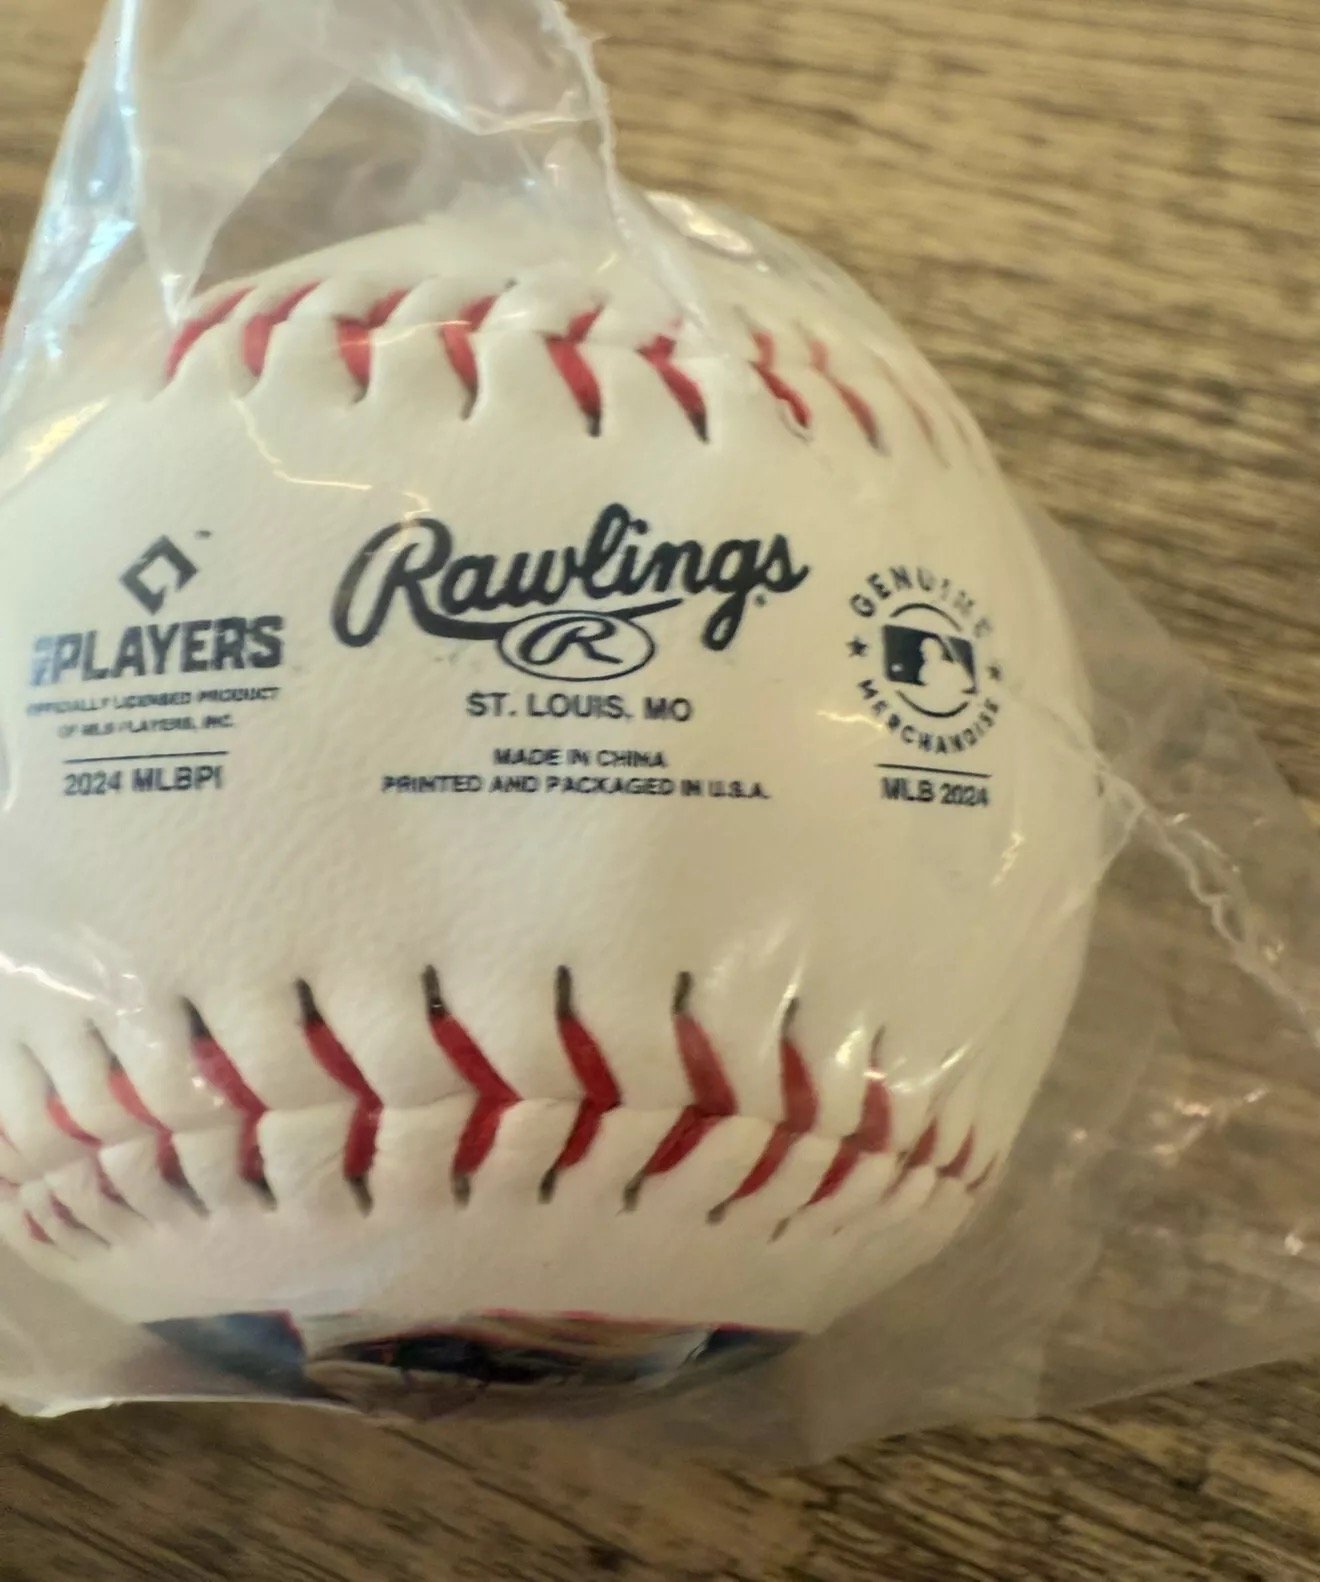 MLB PLAYERS
OFFICIALLY LICENSED PRODUCT
OF MLB PLAYERS, INC.
2024 MLBPI
Rawlings
R
ST. LOUIS, MO
MADE IN CHINA
PRINTED AND PACKAGED IN U.S.A.
GENUINE
MERCHANDISE
MLB 2024